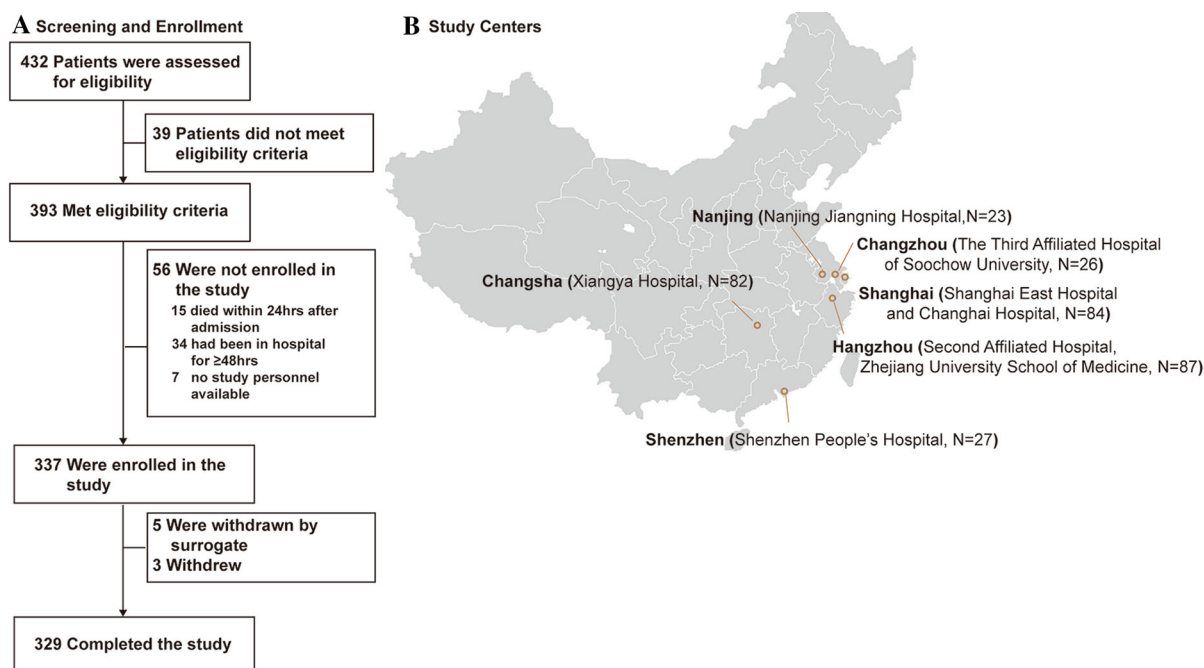 A Screening and Enrollment
432 Patients were assessed
for eligibility
39 Patients did not meet
eligibility criteria
393 Met eligibility criteria
56 Were not enrolled in
the study
15 died within 24hrs after
admission
34 had been in hospital
for ≥48hrs
7 no study personnel
available
337 Were enrolled in the
study
5 Were withdrawn by
surrogate
3 Withdrew
329 Completed the study
B Study Centers
Nanjing (Nanjing Jiangning Hospital,N=23)
Changzhou (The Third Affiliated Hospital
of Soochow University, N=26)
Changsha (Xiangya Hospital, N=82)
Shanghai (Shanghai East Hospital
and Changhai Hospital, N=84)
Hangzhou (Second Affiliated Hospital,
Zhejiang University School of Medicine, N=87)
Shenzhen (Shenzhen People's Hospital, N=27)